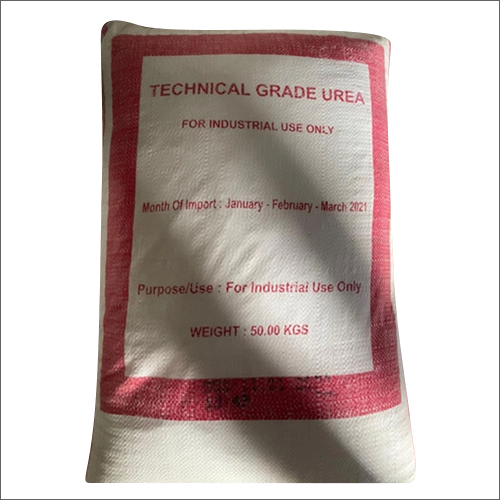 TECHNICAL GRADE UREA
FOR INDUSTRIAL USE ONLY
Month Of Import : January - February - March 2021
Purpose/Use : For Industrial Use Only
WEIGHT : 50.00 KGS